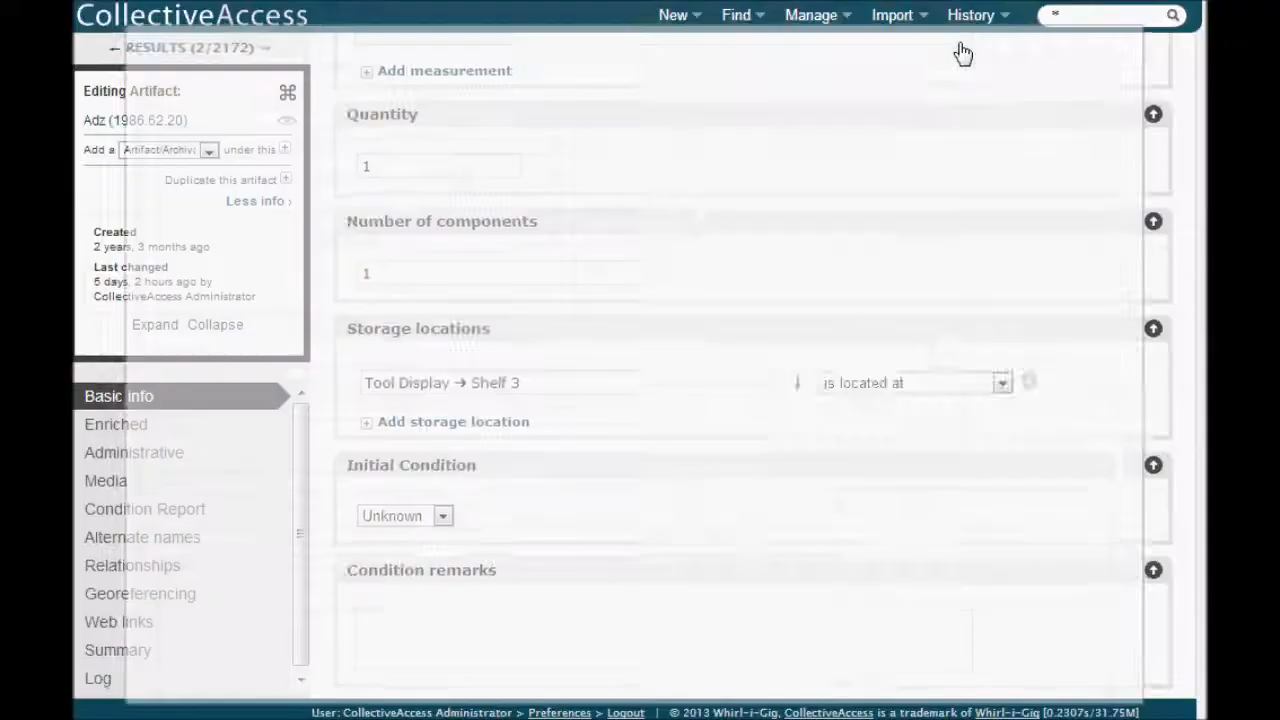 CollectiveAccess
New Find Manage Import History *
← RESULTS (2/2172) →
Editing Artifact:
Adz (1986.62.20)
Add a Artifact/Archiv under this
Duplicate this artifact
Less info ›
Created
2 years, 3 months ago
Last changed
5 days, 2 hours ago by
CollectiveAccess Administrator
Expand Collapse
Basic info
Enriched
Administrative
Media
Condition Report
Alternate names
Relationships
Georeferencing
Web links
Summary
Log
Add measurement
Quantity
1
Number of components
1
Storage locations
Tool Display ➔ Shelf 3
is located at
Add storage location
Initial Condition
Unknown
Condition remarks
User: CollectiveAccess Administrator > Preferences > Logout | © 2013 Whirl-i-Gig, CollectiveAccess is a trademark of Whirl-i-Gig [0.2307s/31.75M]